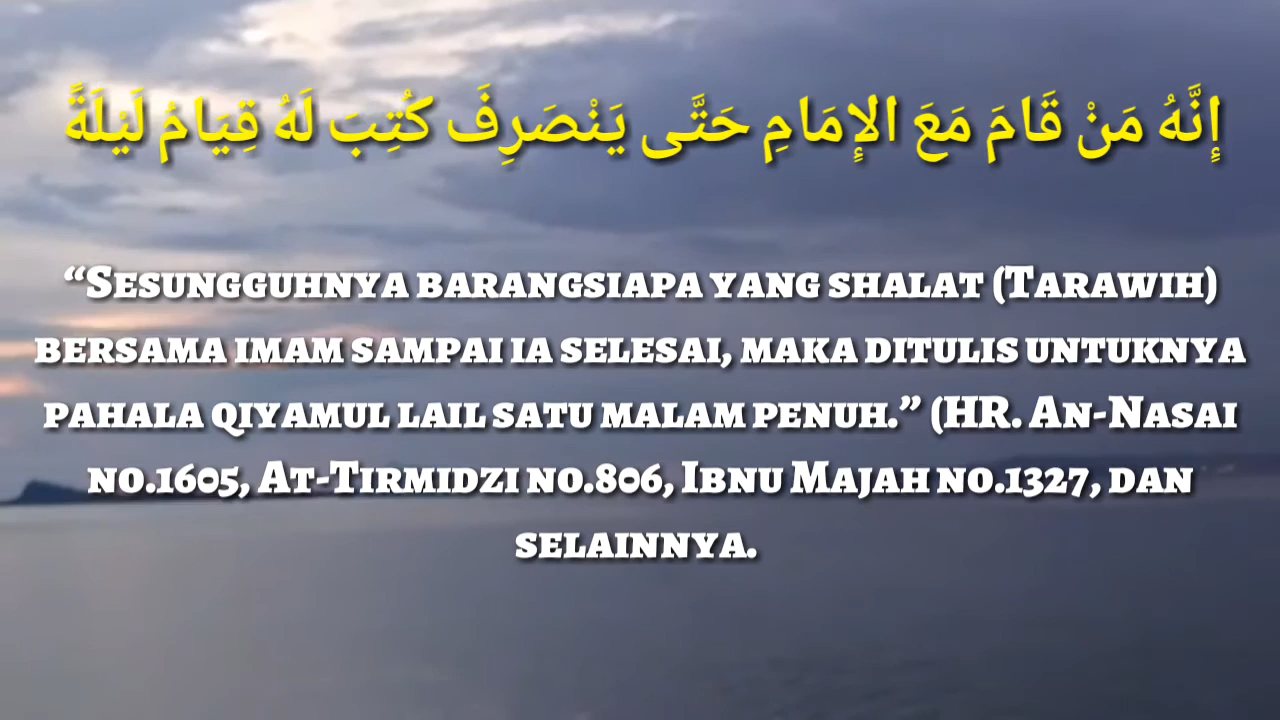 إِنَّهُ مَنْ قَامَ مَعَ الإِمَامِ حَتَّى يَنْصَرِفَ كُتِبَ لَهُ قِيَامُ لَيْلَةً
“Sesungguhnya barangsiapa yang shalat (Tarawih)
bersama imam sampai ia selesai, maka ditulis untuknya
pahala qiyamul lail satu malam penuh.” (HR. An-Nasai
no.1605, At-Tirmidzi no.806, Ibnu Majah no.1327, dan
selainnya.